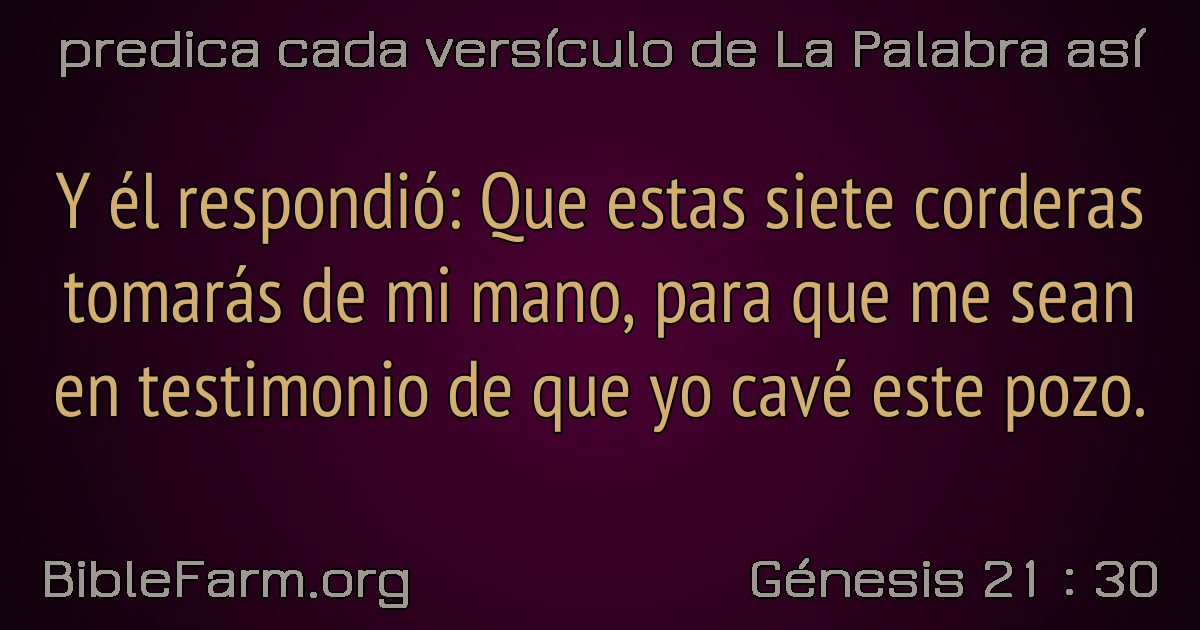 predica cada versículo de La Palabra así
Y él respondió: Que estas siete corderas
tomarás de mi mano, para que me sean
en testimonio de que yo cavé este pozo.
BibleFarm.org
Génesis 21 : 30